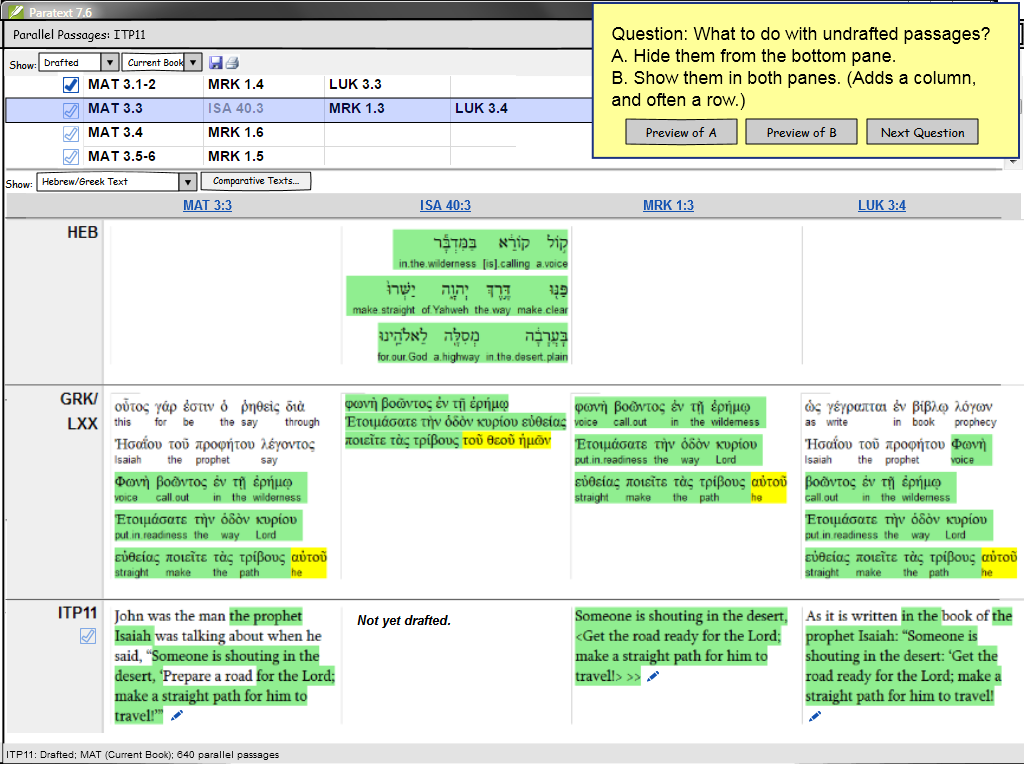 Paratext 7.6
Parallel Passages: ITP11
Question: What to do with undrafted passages?
A. Hide them from the bottom pane.
B. Show them in both panes. (Adds a column,
and often a row.)
Preview of A Preview of B Next Question
Show: Drafted Current Book
MAT 3.1-2 MRK 1.4 LUK 3.3
MAT 3.3 ISA 40.3 MRK 1.3 LUK 3.4
MAT 3.4 MRK 1.6
MAT 3.5-6 MRK 1.5
Show: Hebrew/Greek Text Comparative Texts...
MAT 3:3 ISA 40:3 MRK 1:3 LUK 3:4
HEB
ק֣וֹל קוֹרֵ֔א בַּמִּדְבָּ֕ר
in.the.wilderness [is].calling a.voice
פַּנּ֖וּ דֶּ֣רֶךְ יְהוָ֑ה יַשְּׁרוּ֙
make.straight of.Yahweh the.way make.clear
בָּעֲרָבָ֔ה מְסִלָּ֖ה לֵאלֹהֵֽינוּ
for.our.God a.highway in.the.desert.plain
GRK/
LXX
οὗτος γάρ ἐστιν ὁ ῥηθεὶς διὰ
this for be the say through
Ἠσαΐου τοῦ προφήτου λέγοντος
Isaiah the prophet say
Φωνὴ βοῶντος ἐν τῇ ἐρήμῳ
voice call.out in the wilderness
Ἑτοιμάσατε τὴν ὁδὸν κυρίου
put.in.readiness the way Lord
εὐθείας ποιεῖτε τὰς τρίβους αὐτοῦ
straight make the path he
φωνὴ βοῶντος ἐν τῇ ἐρήμῳ
Ἑτοιμάσατε τὴν ὁδὸν κυρίου εὐθείας
ποιεῖτε τὰς τρίβους τοῦ θεοῦ ἡμῶν
φωνὴ βοῶντος ἐν τῇ ἐρήμῳ
voice call.out in the wilderness
Ἑτοιμάσατε τὴν ὁδὸν κυρίου
put.in.readiness the way Lord
εὐθείας ποιεῖτε τὰς τρίβους αὐτοῦ
straight make the path he
ὡς γέγραπται ἐν βίβλῳ λόγων
as write in book prophecy
Ἠσαΐου τοῦ προφήτου Φωνὴ
Isaiah the prophet voice
βοῶντος ἐν τῇ ἐρήμῳ
call.out in the wilderness
Ἑτοιμάσατε τὴν ὁδὸν κυρίου
put.in.readiness the way Lord
εὐθείας ποιεῖτε τὰς τρίβους αὐτοῦ
straight make the path he
ITP11
John was the man the prophet
Isaiah was talking about when he
said, “Someone is shouting in the
desert, ‘Prepare a road for the Lord;
make a straight path for him to
travel!’”
Not yet drafted.
Someone is shouting in the desert,
<Get the road ready for the Lord;
make a straight path for him to
travel!> >>
As it is written in the book of the
prophet Isaiah: “Someone is
shouting in the desert: ‘Get the
road ready for the Lord; make a
straight path for him to travel!
ITP11: Drafted; MAT (Current Book); 640 parallel passages